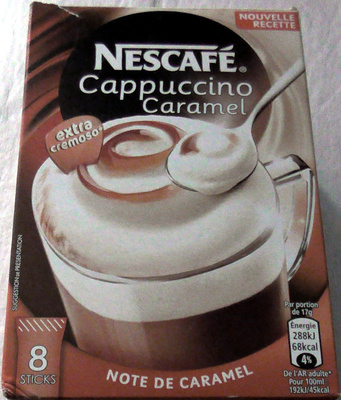 NOUVELLE
RECETTE
NESCAFÉ®
Cappuccino
Caramel
extra
cremoso
SUGGESTION DE PRÉSENTATION
8
STICKS
NOTE DE CARAMEL
Par portion
de 17g
Énergie
288kJ
68kcal
4%
De l'AR adulte*
Pour 100ml
192kJ/45kcal